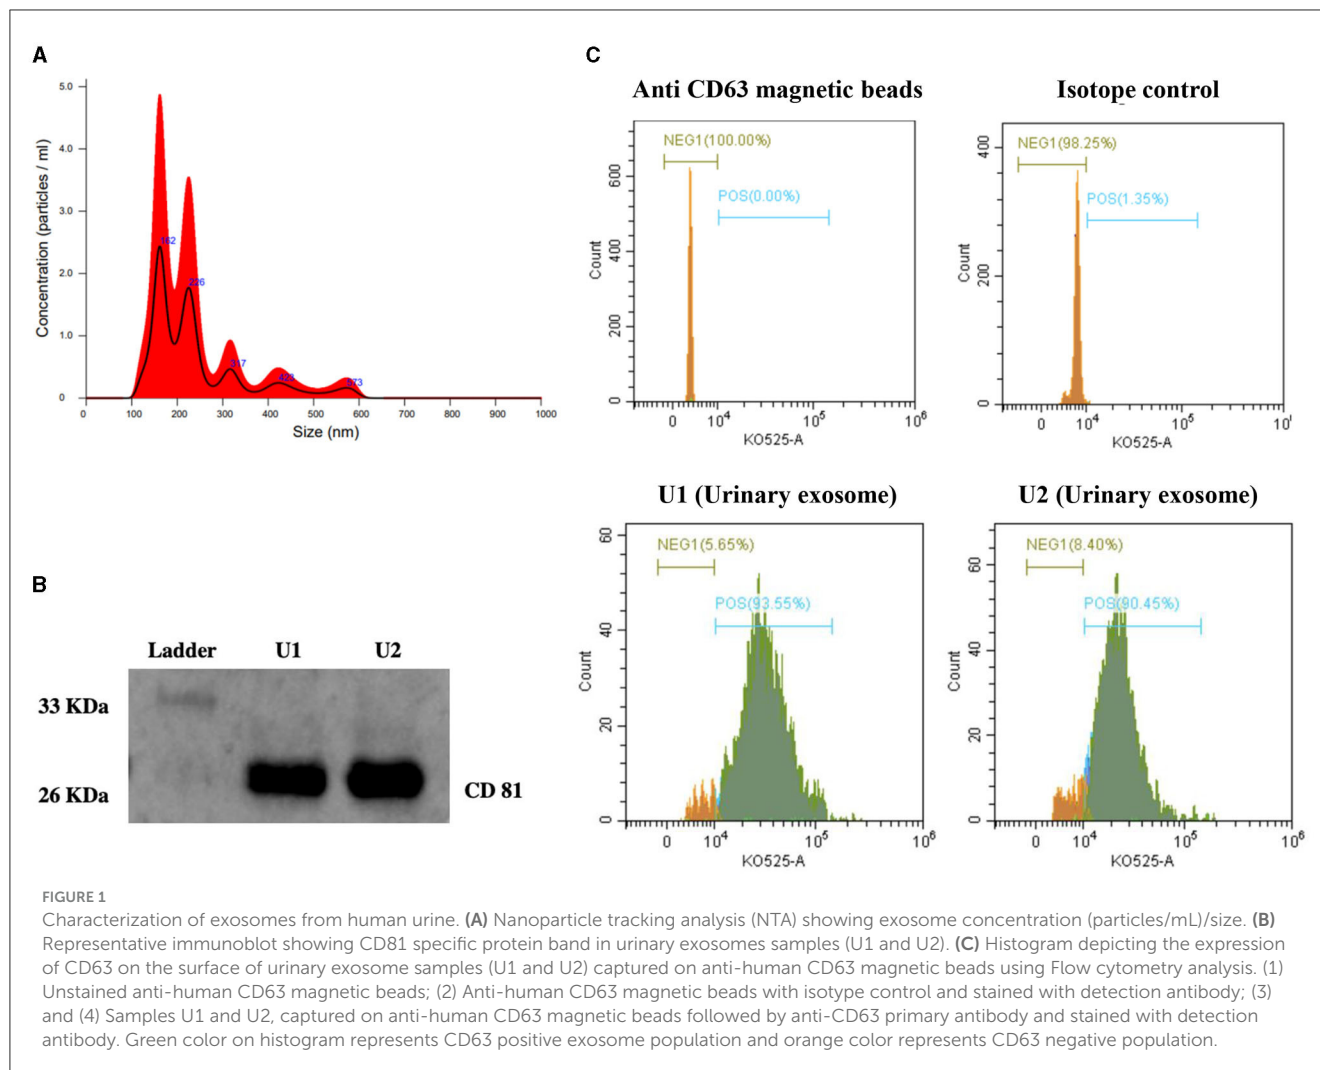 A
5.0
4.0
3.0
2.0
1.0
0
Concentration (particles / ml)
162
226
317
423
573
0 100 200 300 400 500 600 700 800 900 1000
Size (nm)
B
Ladder U1 U2
33 KDa
26 KDa
CD 81
C
Anti CD63 magnetic beads
NEG1(100.00%)
POS(0.00%)
600
400
200
0
Count
0 10⁴ 10⁵ 10⁶
KO525-A
Isotope control
NEG1(98.25%)
POS(1.35%)
400
200
0
Count
0 10⁴ 10⁵
KO525-A
U1 (Urinary exosome)
NEG1(5.65%)
POS(93.55%)
60
40
20
0
Count
0 10⁴ 10⁵ 10⁶
KO525-A
U2 (Urinary exosome)
NEG1(8.40%)
POS(90.45%)
60
40
20
0
Count
0 10⁴ 10⁵ 10⁶
KO525-A
FIGURE 1
Characterization of exosomes from human urine. (A) Nanoparticle tracking analysis (NTA) showing exosome concentration (particles/mL)/size. (B)
Representative immunoblot showing CD81 specific protein band in urinary exosomes samples (U1 and U2). (C) Histogram depicting the expression
of CD63 on the surface of urinary exosome samples (U1 and U2) captured on anti-human CD63 magnetic beads using Flow cytometry analysis. (1)
Unstained anti-human CD63 magnetic beads; (2) Anti-human CD63 magnetic beads with isotype control and stained with detection antibody; (3)
and (4) Samples U1 and U2, captured on anti-human CD63 magnetic beads followed by anti-CD63 primary antibody and stained with detection
antibody. Green color on histogram represents CD63 positive exosome population and orange color represents CD63 negative population.